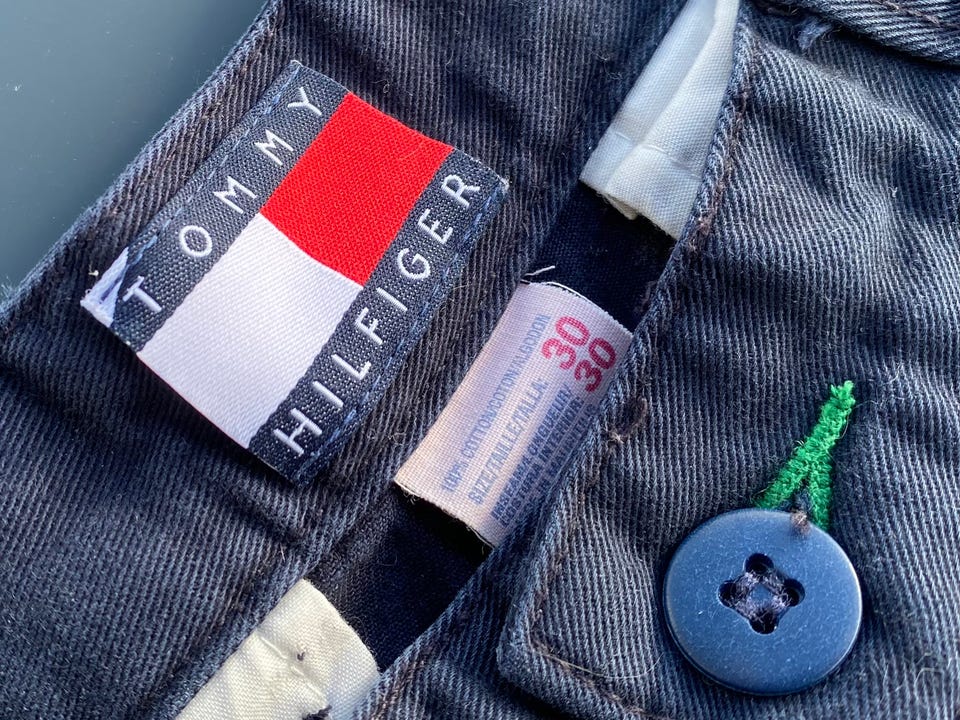 TOMMY
HILFIGER
100% COTTON/COTON/ALGODON
SIZE/TAILLE/TALLA: 30
30